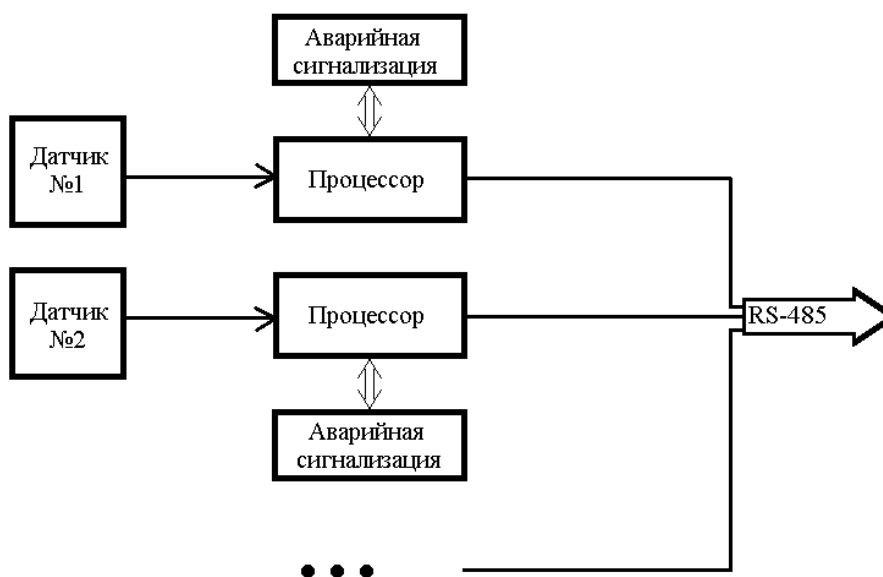 Аварийная
сигнализация
Датчик
№1
Процессор
Датчик
№2
Процессор
RS-485
Аварийная
сигнализация